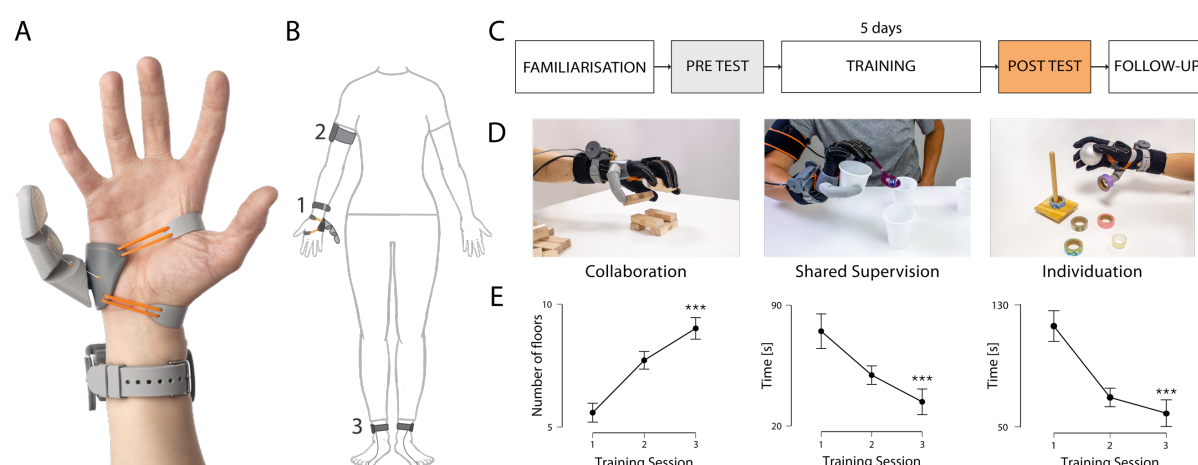 A
B
C
5 days
FAMILIARISATION
PRE TEST
TRAINING
POST TEST
FOLLOW-UP
2
1
3
D
Collaboration
Shared Supervision
Individuation
E
10
5
Number of floors
***
1 2 3
Training Session
90
20
Time [s]
***
1 2 3
Training Session
130
50
Time [s]
***
1 2 3
Training Session